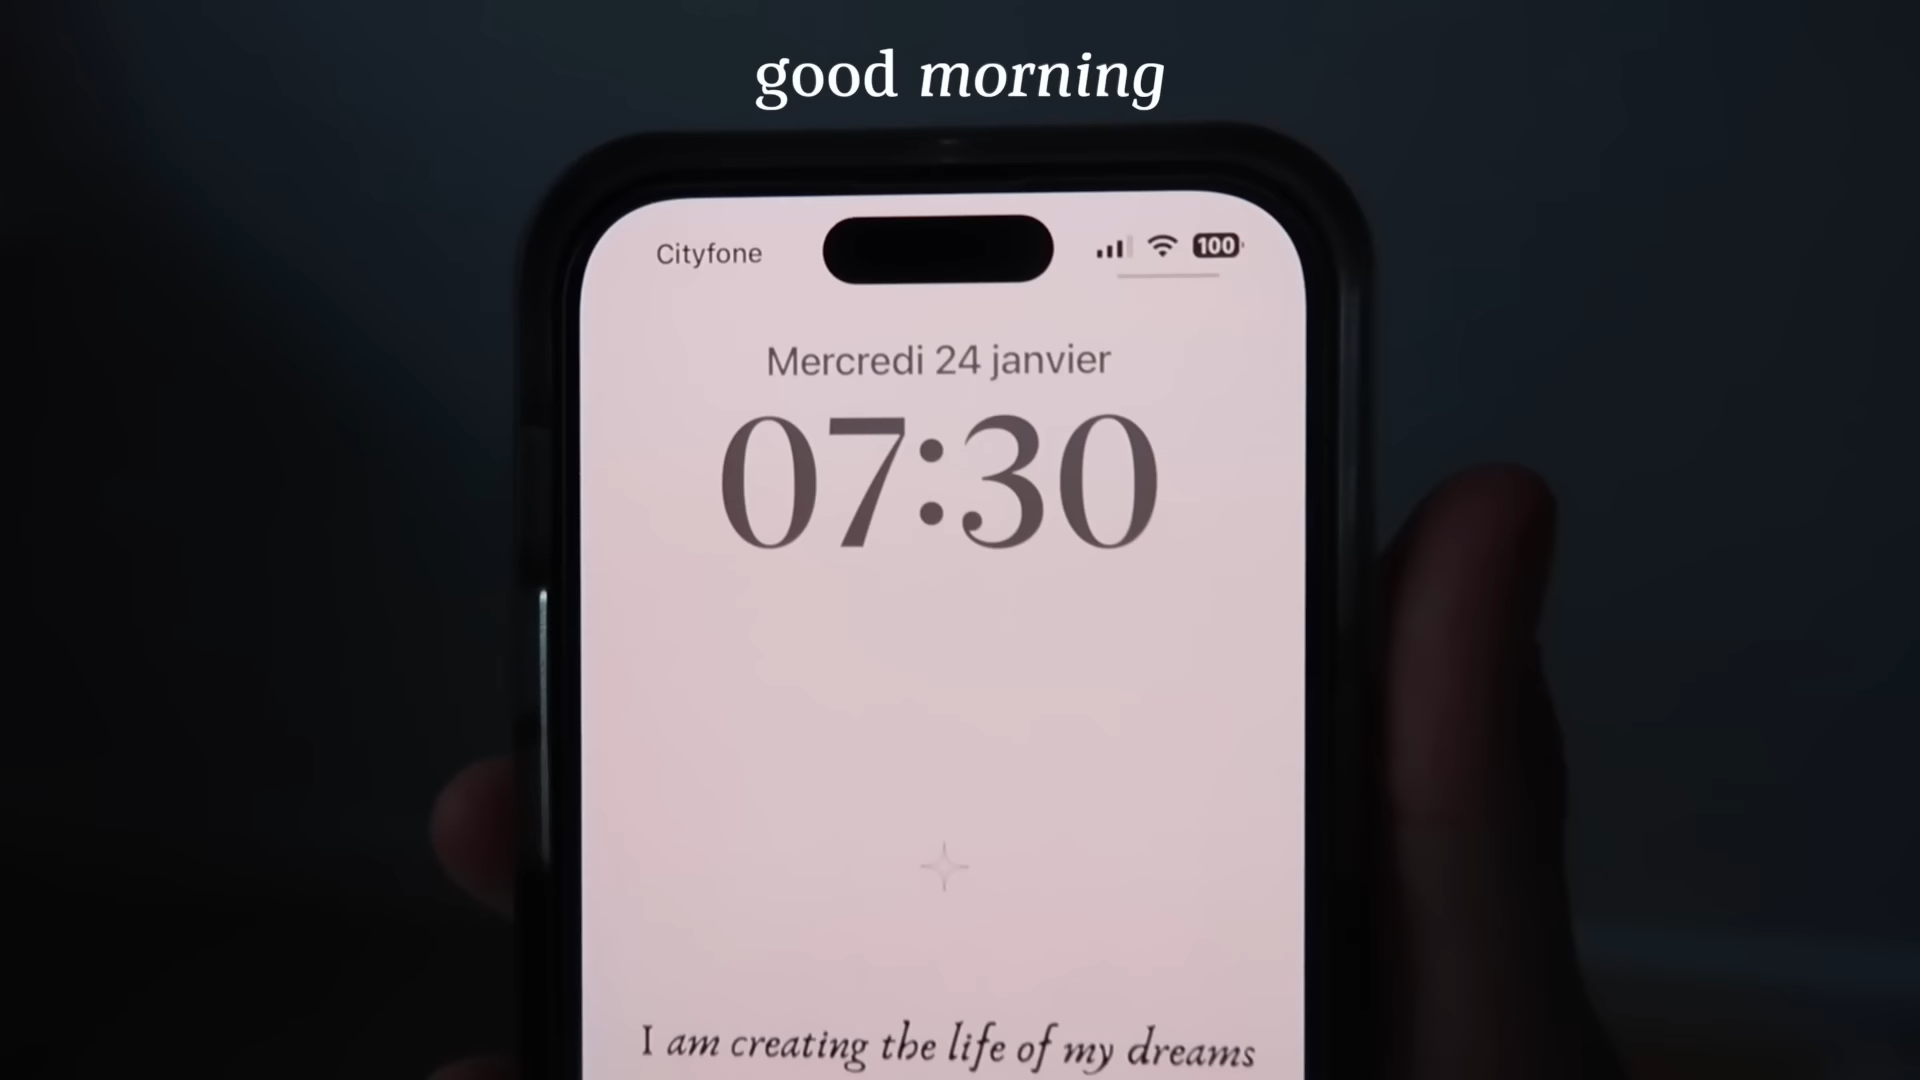 good morning
Cityfone
100
Mercredi 24 janvier
07:30
I am creating the life of my dreams